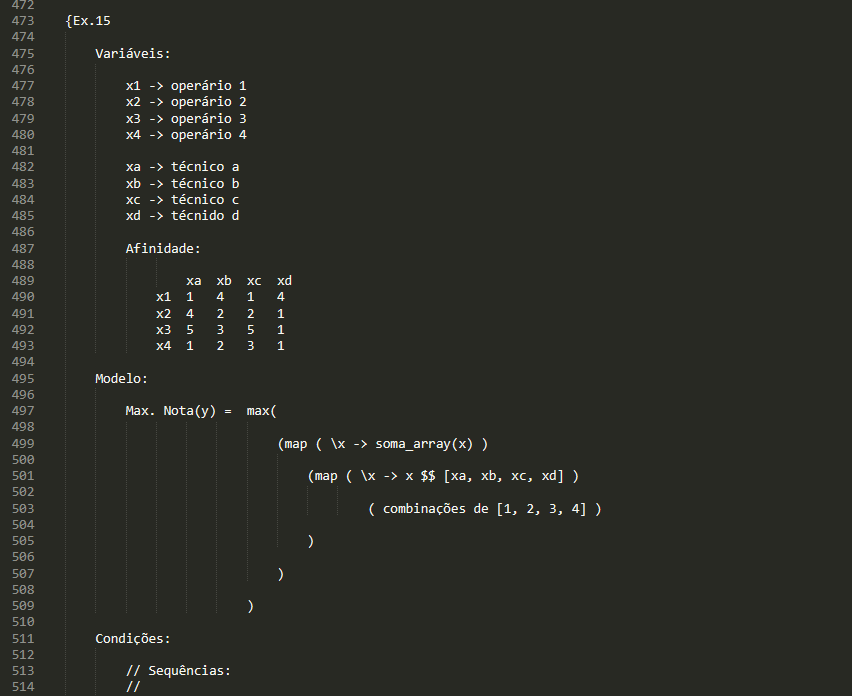 472
473 {Ex.15
474
475 Variáveis:
476
477 x1 -> operário 1
478 x2 -> operário 2
479 x3 -> operário 3
480 x4 -> operário 4
481
482 xa -> técnico a
483 xb -> técnico b
484 xc -> técnico c
485 xd -> técnido d
486
487 Afinidade:
488
489 xa xb xc xd
490 x1 1 4 1 4
491 x2 4 2 2 1
492 x3 5 3 5 1
493 x4 1 2 3 1
494
495 Modelo:
496
497 Max. Nota(y) = max(
498
499 (map ( \x -> soma_array(x) )
500
501 (map ( \x -> x $$ [xa, xb, xc, xd] )
502
503 ( combinações de [1, 2, 3, 4] )
504
505 )
506
507 )
508
509 )
510
511 Condições:
512
513 // Sequências:
514 //